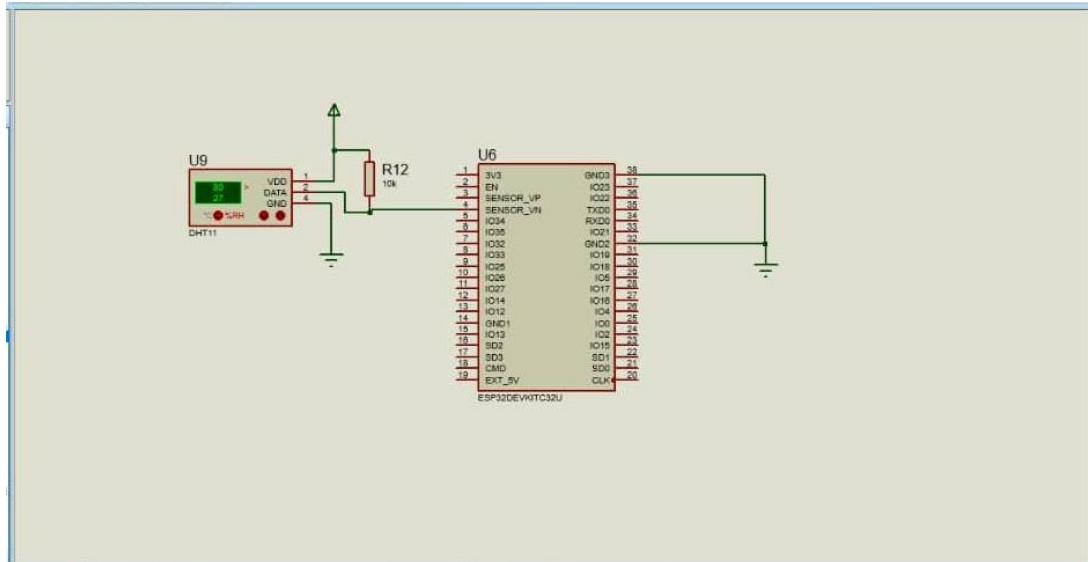 U9
80
27
°C %RH
VDD
DATA
GND
1
2
4
DHT11
R12
10k
U6
1 3V3
2 EN
3 SENSOR_VP
4 SENSOR_VN
5 IO34
6 IO35
7 IO32
8 IO33
9 IO25
10 IO26
11 IO27
12 IO14
13 IO12
14 GND1
15 IO13
16 SD2
17 SD3
18 CMD
19 EXT_5V
GND3 38
IO23 37
IO22 36
TXD0 35
RXD0 34
IO21 33
GND2 32
IO19 31
IO18 30
IO5 29
IO17 28
IO16 27
IO4 26
IO0 25
IO2 24
IO15 23
SD1 22
SD0 21
CLK 20
ESP32DEVKITC32U